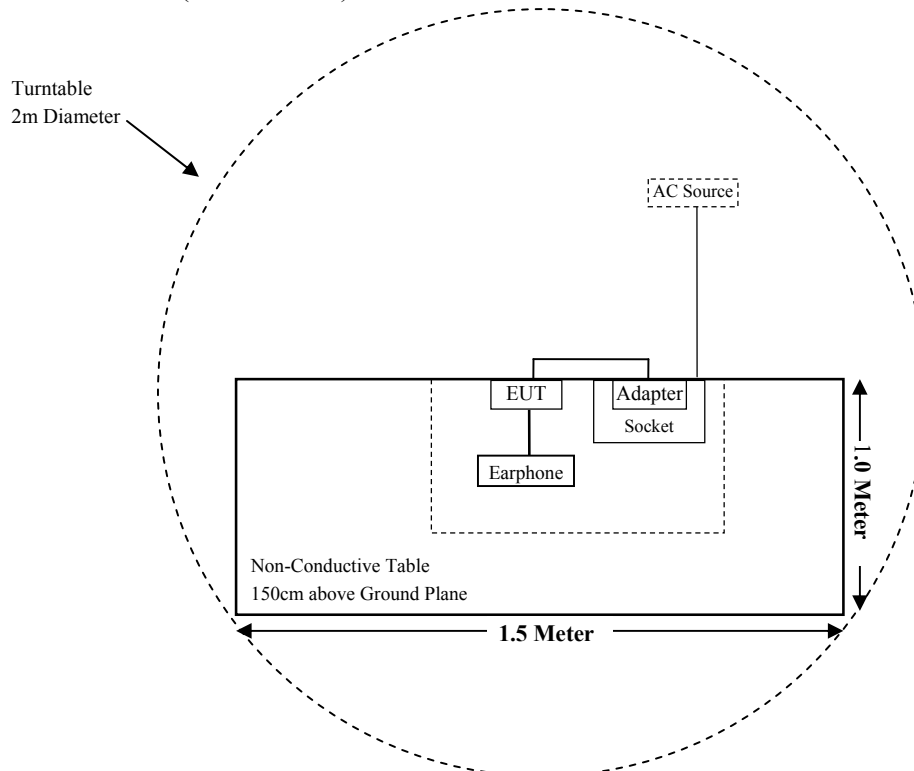 Turntable
2m Diameter
AC Source
EUT
Adapter
Socket
Earphone
1.0 Meter
Non-Conductive Table
150cm above Ground Plane
1.5 Meter